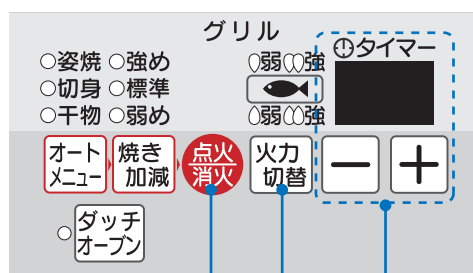 グリル
○姿焼 ○強め
○切身 ○標準
○干物 ○弱め
弱 強
弱 強
タイマー
オートメニュー
焼き加減
点火
消火
火力切替
－
＋
○ダッチオーブン